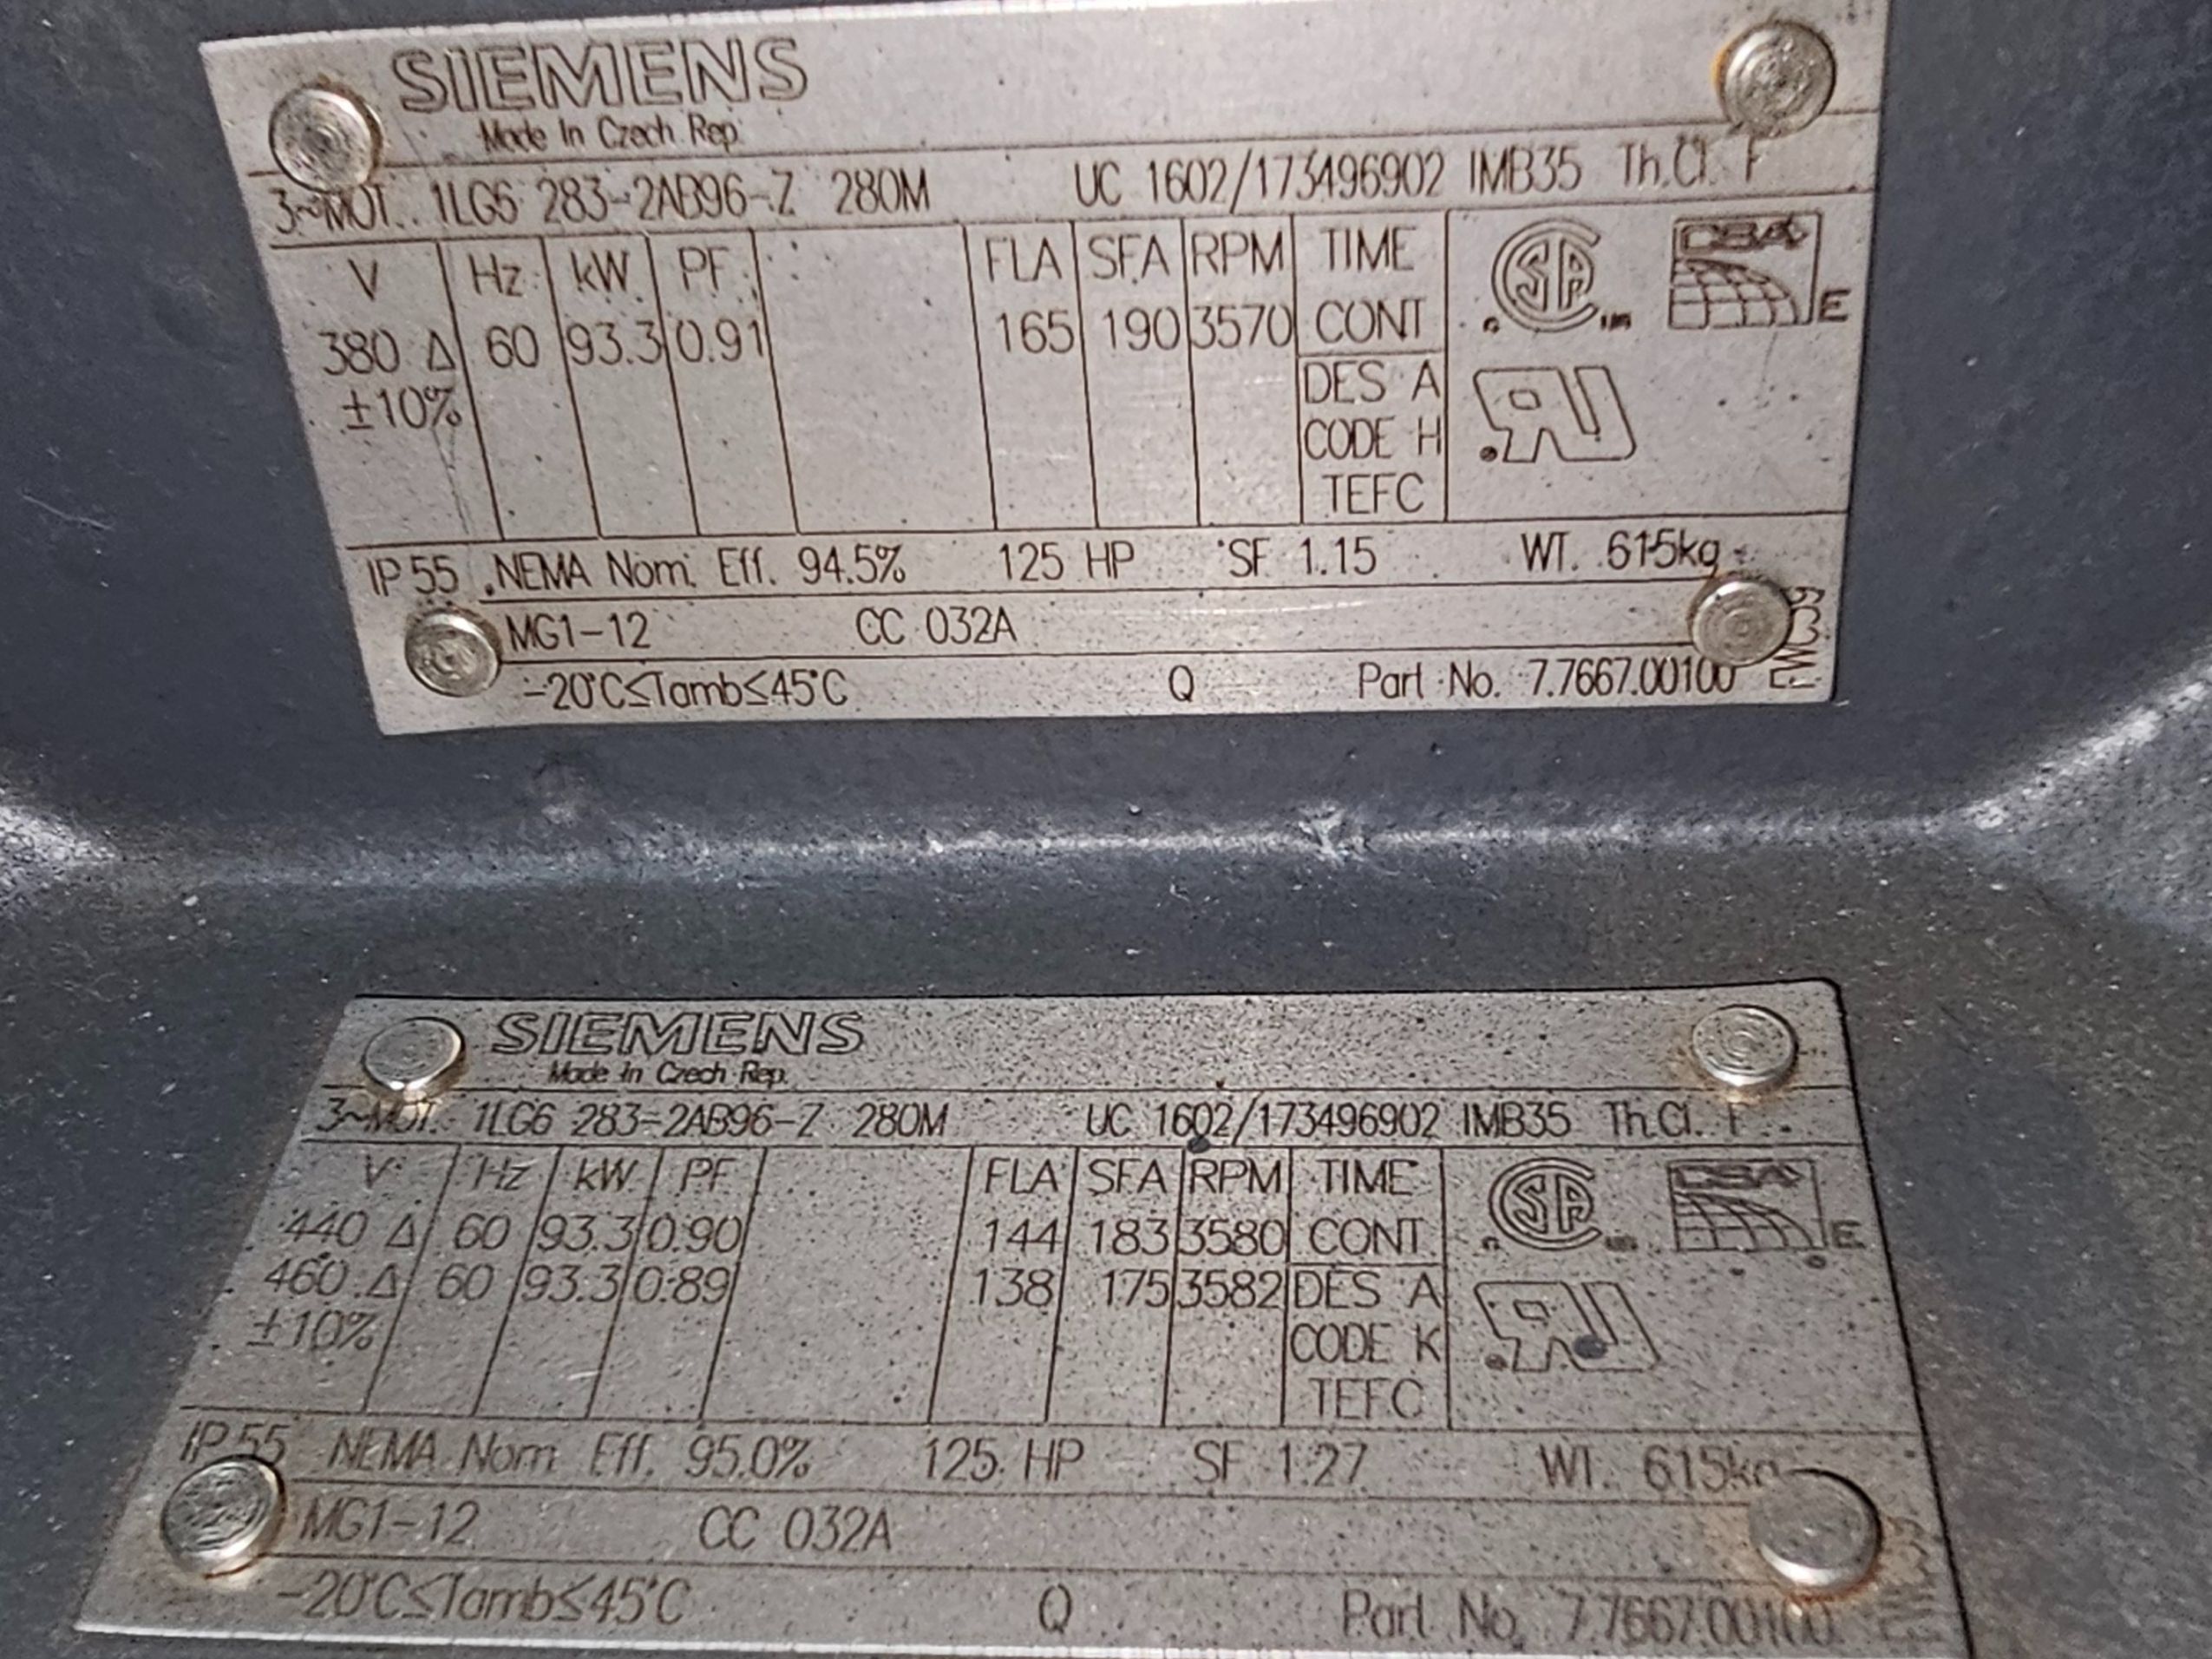 SIEMENS
Made In Czech Rep.
3~MOT. 1LG6 283-2AB96-Z 280M UC 1602/173496902 IMB35 Th.Cl. F
V Hz kW PF FLA SFA RPM TIME
380 Δ 60 93.3 0.91 165 190 3570 CONT
±10% DES A
CODE H
TEFC
IP 55 NEMA Nom. Eff. 94.5% 125 HP SF 1.15 WT. 615kg
MG1-12 CC 032A
-20°C≤Tamb≤45°C Q Part No. 7.7667.00100
SIEMENS
Made In Czech Rep.
3~MOT. 1LG6 283-2AB96-Z 280M UC 1602/173496902 IMB35 Th.Cl. F
V Hz kW PF FLA SFA RPM TIME
440 Δ 60 93.3 0.90 144 183 3580 CONT
460 Δ 60 93.3 0.89 138 175 3582 DES A
±10% CODE K
TEFC
IP 55 NEMA Nom. Eff. 95.0% 125 HP SF 1.27 WT. 615kg
MG1-12 CC 032A
-20°C≤Tamb≤45°C Q Part No. 7.7667.00100